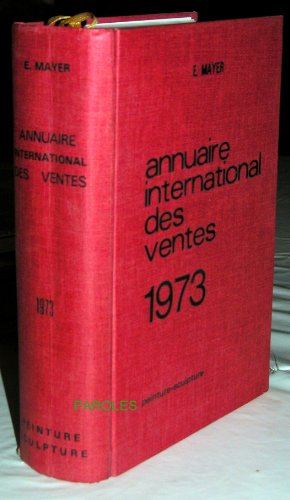 E. MAYER
ANNUAIRE
INTERNATIONAL
DES VENTES
1973
PEINTURE
SCULPTURE
E. MAYER
annuaire
international
des
ventes
1973
peinture-sculpture
PAROLES